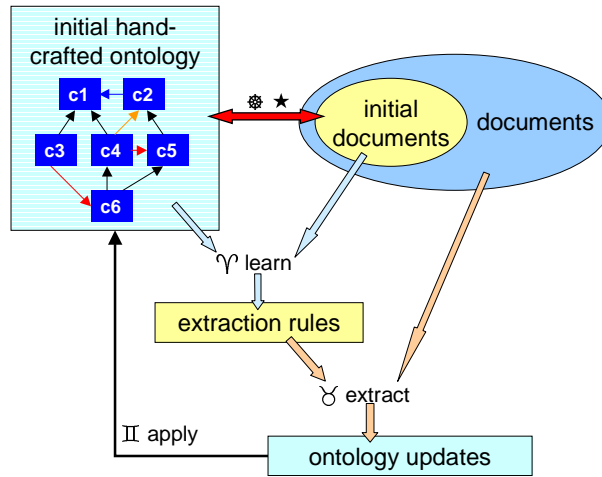 initial hand-
crafted ontology
c1 c2
c3 c4 c5
c6
☸ ★
initial
documents
documents
♈ learn
extraction rules
♉ extract
♊ apply
ontology updates